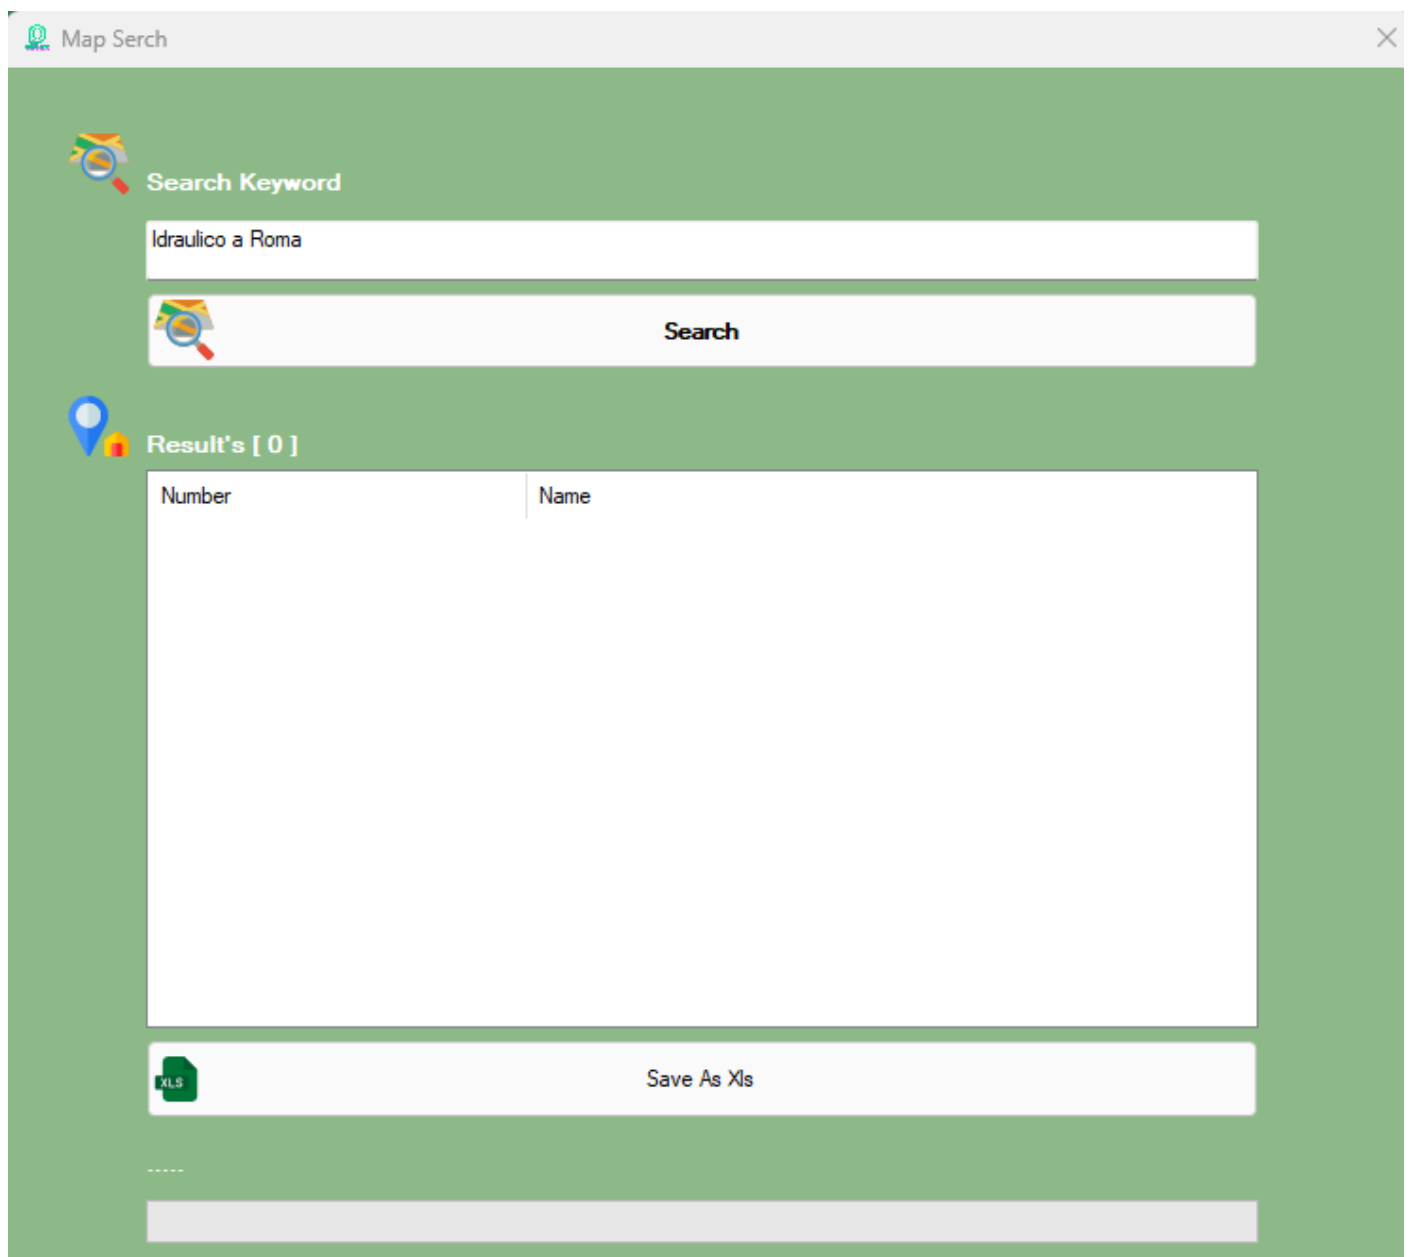 Map Serch
Search Keyword
Idraulico a Roma
Search
Result's [ 0 ]
Number Name
XLS
Save As Xls
-----